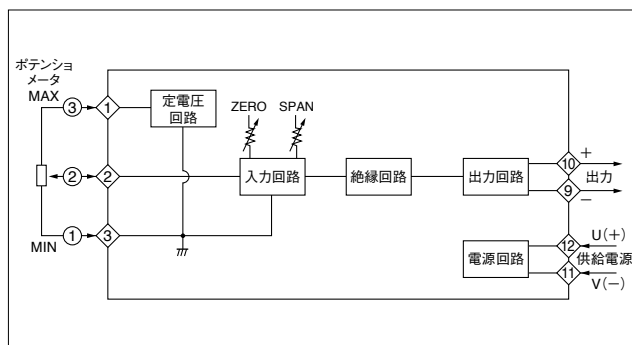 ポテンショ
メータ
MAX
3
1
定電圧
回路
ZERO
SPAN
2
2
入力回路
絶縁回路
出力回路
10
+
出力
9
−
1
3
MIN
電源回路
12
U(+)
供給電源
11
V(−)